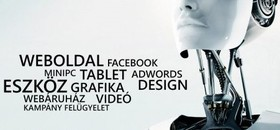 WEBOLDAL FACEBOOK
MINIPC TABLET ADWORDS
ESZKÖZ GRAFIKA DESIGN
WEBÁRUHÁZ VIDEÓ
KAMPÁNY FELÜGYELET